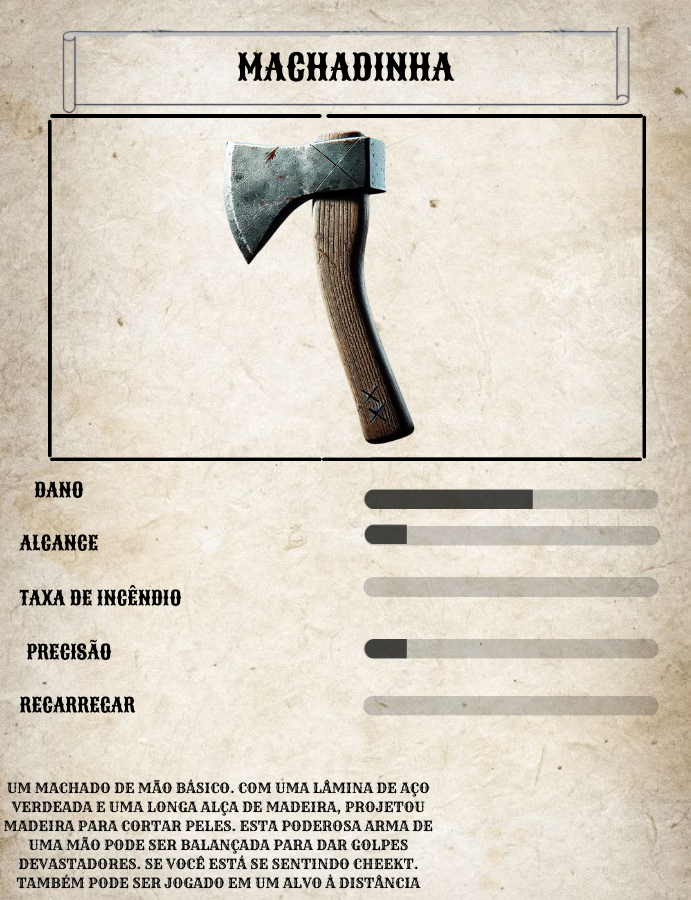 MACHADINHA
DANO
ALCANCE
TAXA DE INCÊNDIO
PRECISÃO
RECARREGAR
UM MACHADO DE MÃO BÁSICO. COM UMA LÂMINA DE AÇO
VERDEADA E UMA LONGA ALÇA DE MADEIRA, PROJETOU
MADEIRA PARA CORTAR PELES. ESTA PODEROSA ARMA DE
UMA MÃO PODE SER BALANÇADA PARA DAR GOLPES
DEVASTADORES. SE VOCÊ ESTÁ SE SENTINDO CHEEKT.
TAMBÉM PODE SER JOGADO EM UM ALVO À DISTÂNCIA